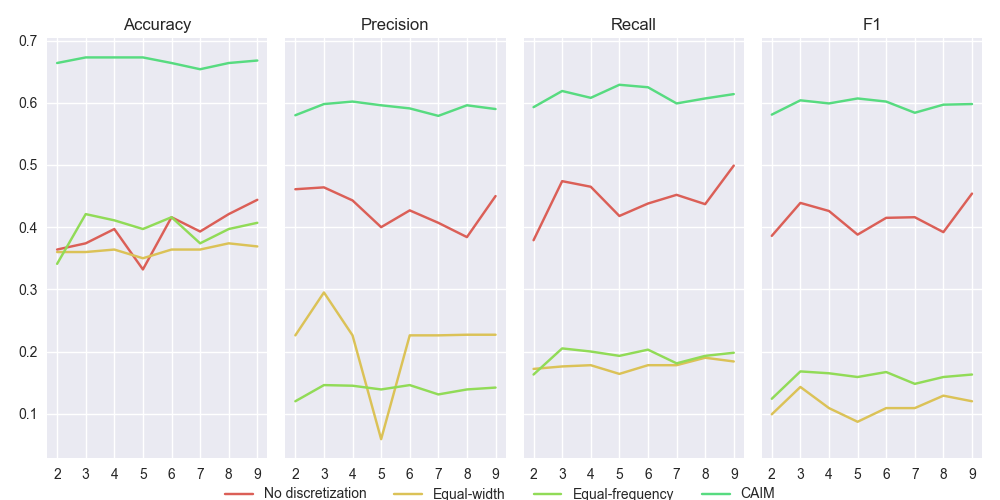 Accuracy Precision Recall F1
0.7
0.6
0.5
0.4
0.3
0.2
0.1
2 3 4 5 6 7 8 9 2 3 4 5 6 7 8 9 2 3 4 5 6 7 8 9 2 3 4 5 6 7 8 9
No discretization Equal-width Equal-frequency CAIM